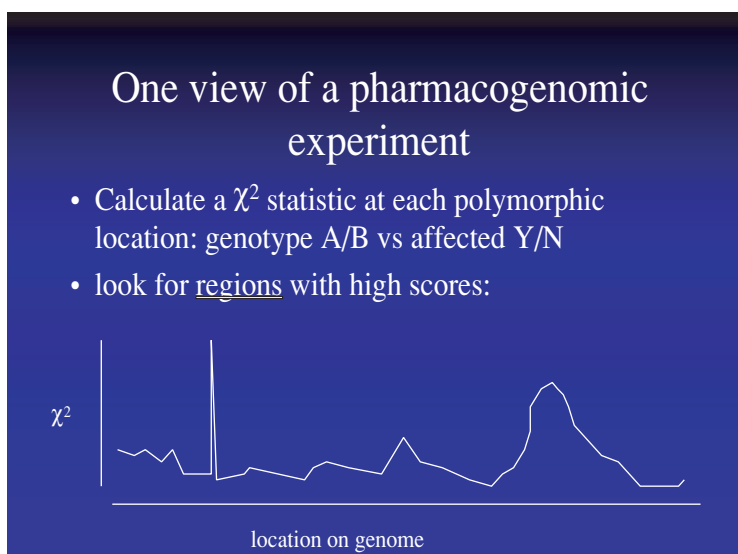 One view of a pharmacogenomic
experiment
• Calculate a χ² statistic at each polymorphic
location: genotype A/B vs affected Y/N
• look for regions with high scores:
χ²
location on genome